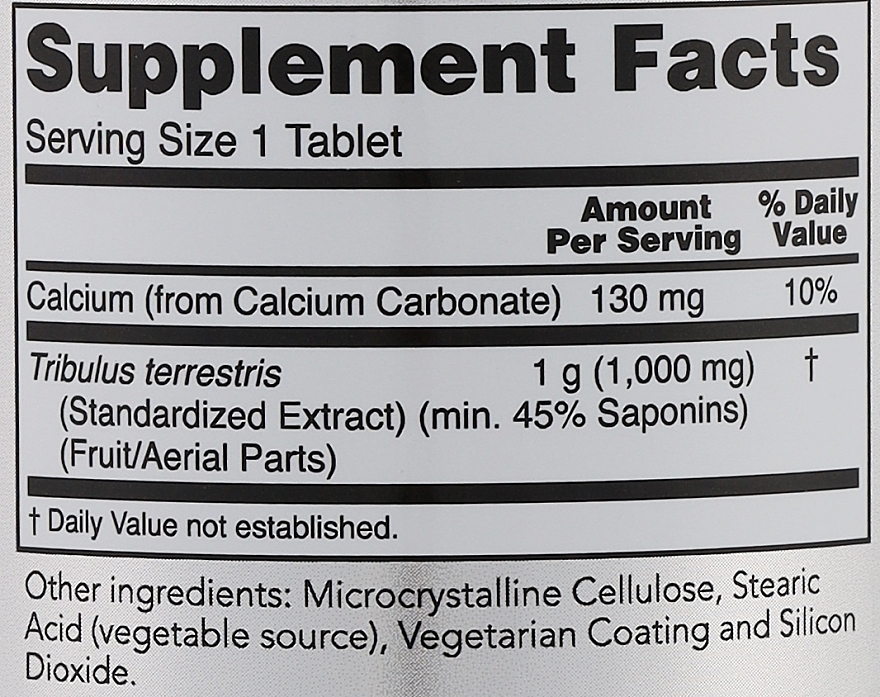 Supplement Facts
Serving Size 1 Tablet
Amount Per Serving % Daily Value
Calcium (from Calcium Carbonate) 130 mg 10%
Tribulus terrestris 1 g (1,000 mg) †
(Standardized Extract) (min. 45% Saponins)
(Fruit/Aerial Parts)
† Daily Value not established.
Other ingredients: Microcrystalline Cellulose, Stearic
Acid (vegetable source), Vegetarian Coating and Silicon
Dioxide.